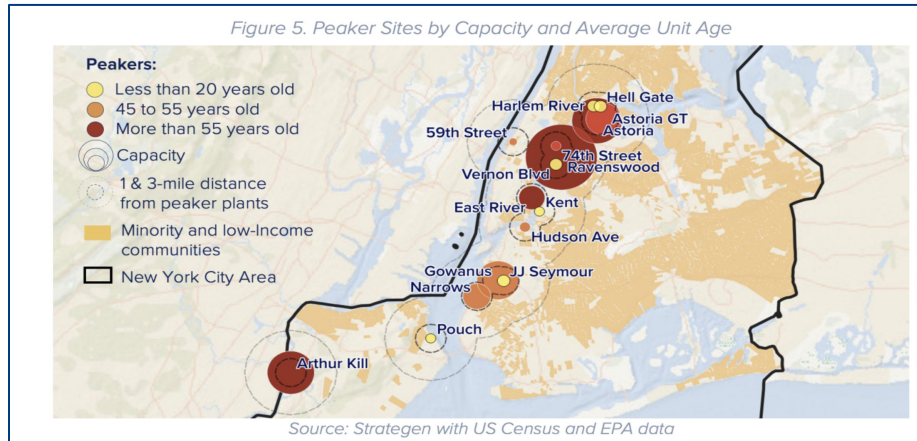 Figure 5. Peaker Sites by Capacity and Average Unit Age
Peakers:
Less than 20 years old
45 to 55 years old
More than 55 years old
Capacity
1 & 3-mile distance
from peaker plants
Minority and low-Income
communities
New York City Area
Harlem River
Hell Gate
Astoria GT
Astoria
59th Street
74th Street
Vernon Blvd
Ravenswood
East River
Kent
Hudson Ave
Gowanus
JJ Seymour
Narrows
Pouch
Arthur Kill
Source: Strategen with US Census and EPA data